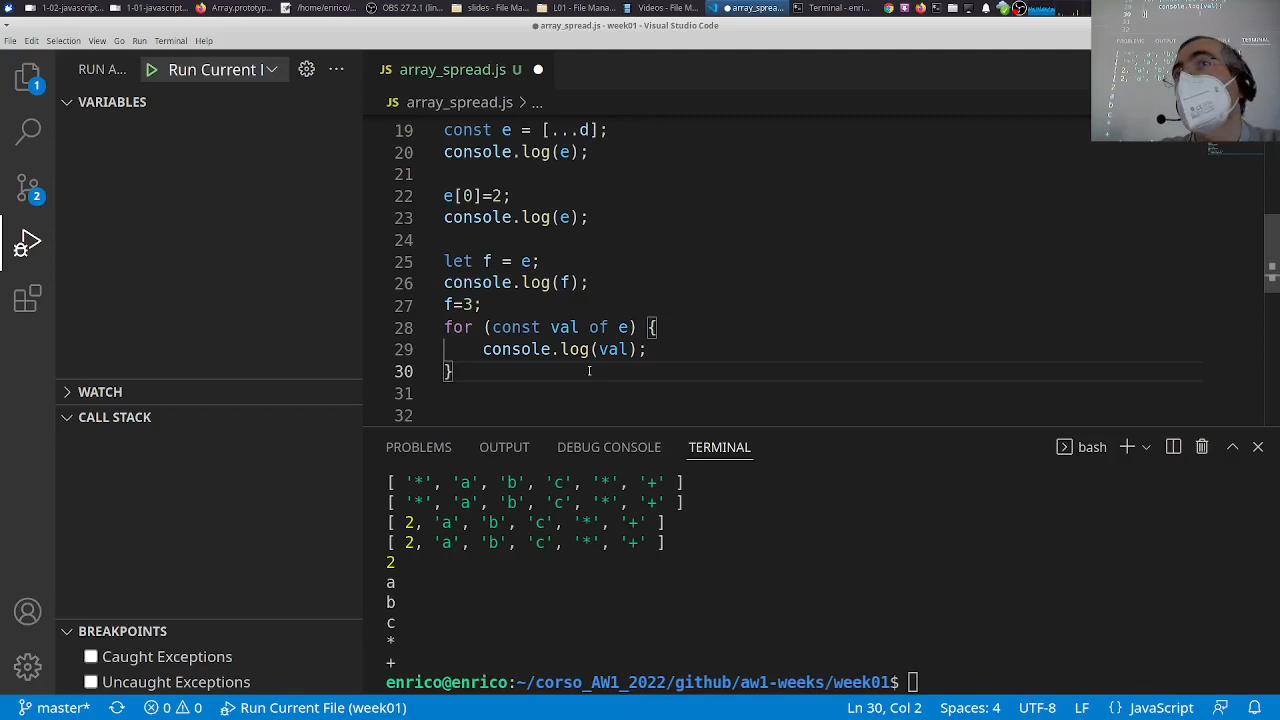 1-02-javascript...
1-01-javascript...
Array.prototyp...
/home/enrico/...
OBS 27.2.1 (6...
slides - File M...
Videos - File M...
array_sprea...
Terminal - enri...
array_spread.js - week01 - Visual Studio Code
File Edit Selection View Go Run Terminal Help
RUN A... Run Current I
JS array_spread.js U
JS array_spread.js > ...
VARIABLES
WATCH
CALL STACK
BREAKPOINTS
Caught Exceptions
Uncaught Exceptions
1
2
19 const e = [...d];
20 console.log(e);
21
22 e[0]=2;
23 console.log(e);
24
25 let f = e;
26 console.log(f);
27 f=3;
28 for (const val of e) {
29 console.log(val);
30 }
31
32
PROBLEMS OUTPUT DEBUG CONSOLE TERMINAL bash
[ '*', 'a', 'b', 'c', '*', '+' ]
[ '*', 'a', 'b', 'c', '*', '+' ]
[ 2, 'a', 'b', 'c', '*', '+' ]
[ 2, 'a', 'b', 'c', '*', '+' ]
2
a
b
c
*
+
enrico@enrico:~/corso_AW1_2022/github/aw1-weeks/week01$
master* 0 0 Run Current File (week01) Ln 30, Col 2 Spaces: 4 UTF-8 LF {} JavaScript